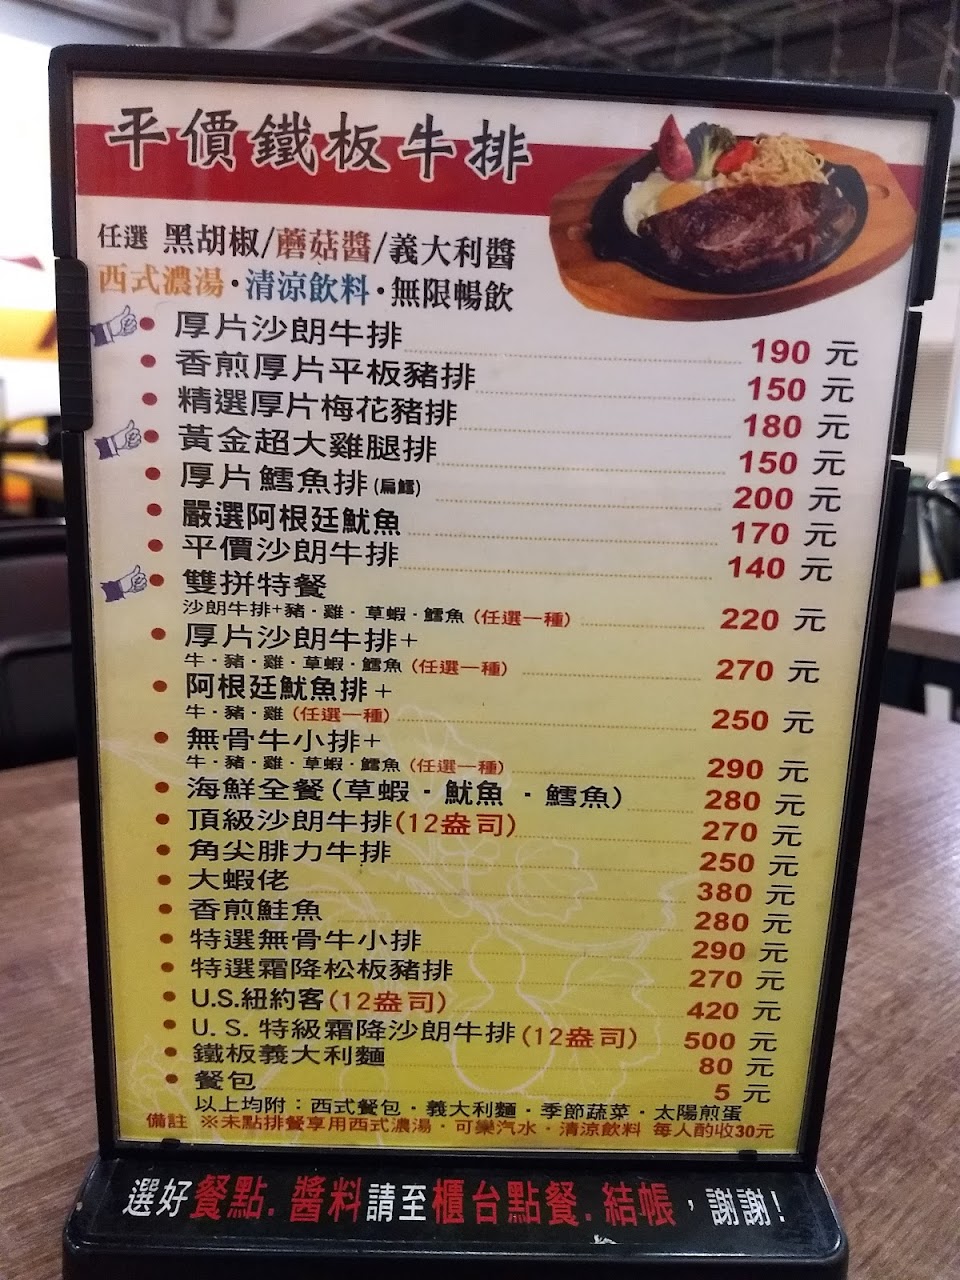 平價鐵板牛排
任選 黑胡椒/蘑菇醬/義大利醬
西式濃湯·清涼飲料·無限暢飲
厚片沙朗牛排 190 元
香煎厚片平板豬排 150 元
精選厚片梅花豬排 180 元
黃金超大雞腿排 150 元
厚片鱈魚排(扁鱈) 200 元
嚴選阿根廷魷魚 170 元
平價沙朗牛排 140 元
雙拼特餐
沙朗牛排+豬·雞·草蝦·鱈魚(任選一種) 220 元
厚片沙朗牛排+
牛·豬·雞·草蝦·鱈魚(任選一種) 270 元
阿根廷魷魚排+
牛·豬·雞(任選一種) 250 元
無骨牛小排+
牛·豬·雞·草蝦·鱈魚(任選一種) 290 元
海鮮全餐(草蝦·魷魚·鱈魚) 280 元
頂級沙朗牛排(12盎司) 270 元
角尖腓力牛排 250 元
大蝦佬 380 元
香煎鮭魚 280 元
特選無骨牛小排 290 元
特選霜降松板豬排 270 元
U.S.紐約客(12盎司) 420 元
U.S.特級霜降沙朗牛排(12盎司) 500 元
鐵板義大利麵 80 元
餐包 5 元
以上均附：西式餐包·義大利麵·季節蔬菜·太陽煎蛋
備註 ※未點排餐享用西式濃湯·可樂汽水·清涼飲料 每人酌收30元
選好餐點.醬料請至櫃台點餐.結帳，謝謝!